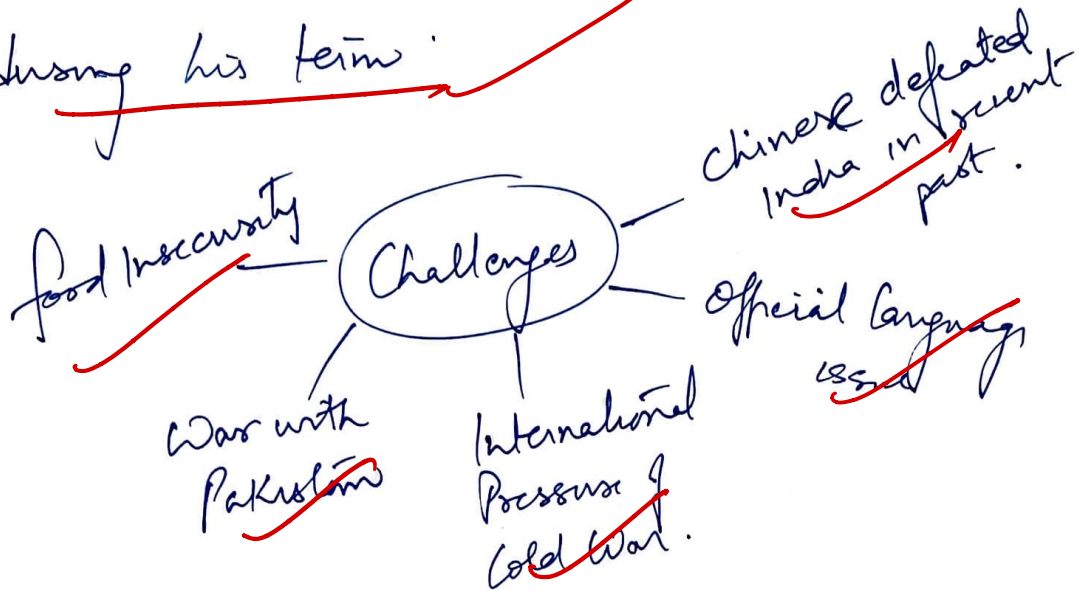 during his term.
Chinese defeated
India in recent
past.
Food Insecurity
Challenges
Official Language
issue
War with
Pakistan
International
Pressure of
Cold War.